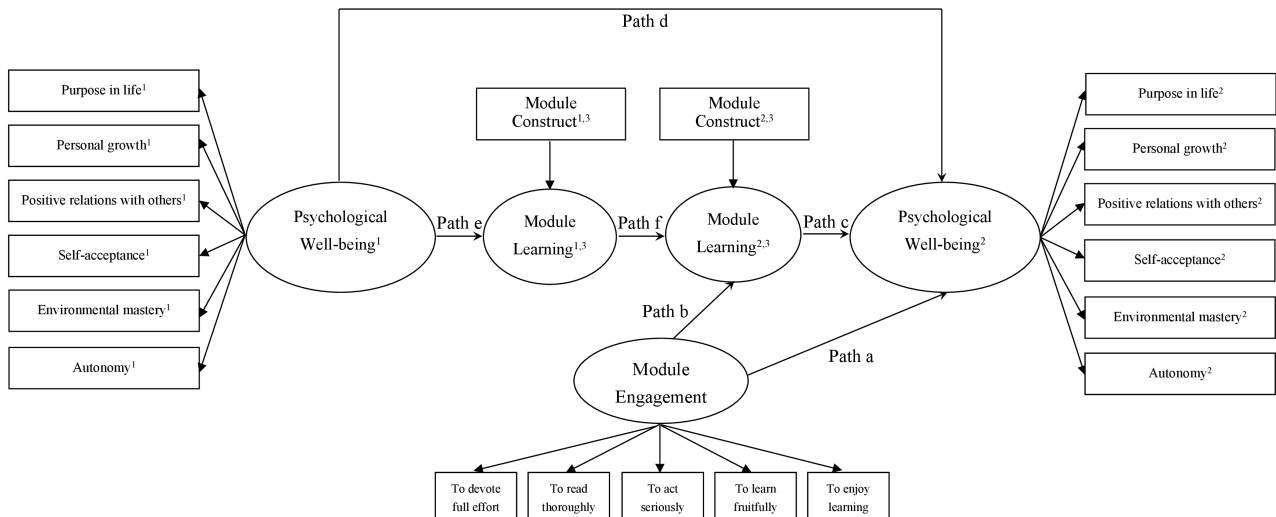 Path d
Purpose in life¹
Personal growth¹
Positive relations with others¹
Self-acceptance¹
Environmental mastery¹
Autonomy¹
Psychological
Well-being¹
Path e
Module
Construct¹,³
Module
Learning¹,³
Path f
Module
Construct²,³
Module
Learning²,³
Path c
Psychological
Well-being²
Path b
Path a
Module
Engagement
To devote
full effort
To read
thoroughly
To act
seriously
To learn
fruitfully
To enjoy
learning
Purpose in life²
Personal growth²
Positive relations with others²
Self-acceptance²
Environmental mastery²
Autonomy²